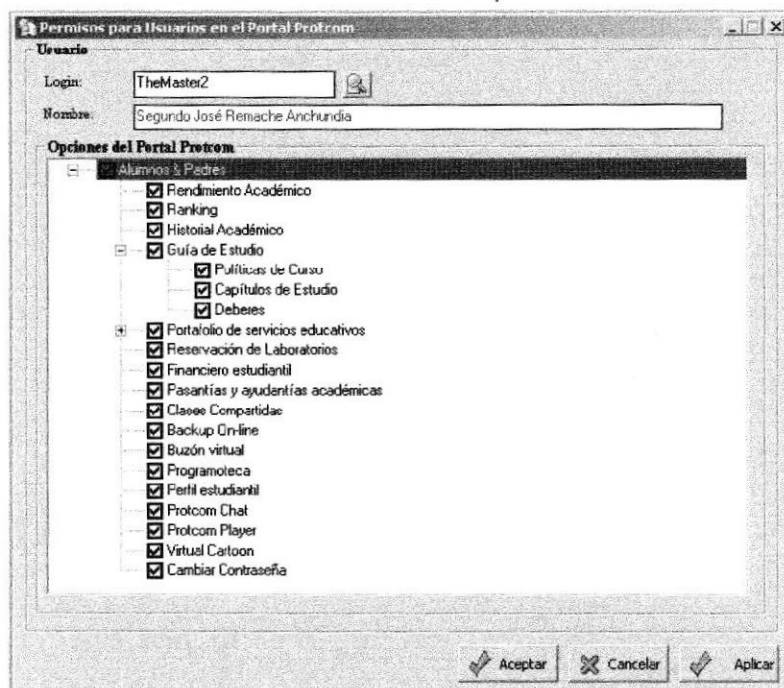 Permisos para Usuarios en el Portal Protcom
Usuario
Login: TheMaster2
Nombre: Segundo José Remache Anchundia
Opciones del Portal Protcom
Alumnos & Padres
Rendimiento Académico
Ranking
Historial Académico
Guía de Estudio
Políticas de Curso
Capítulos de Estudio
Deberes
Portafolio de servicios educativos
Reservación de Laboratorios
Financiero estudiantil
Pasantías y ayudantías académicas
Clases Compartidas
Backup On-line
Buzón virtual
Programoteca
Perfil estudiantil
Protcom Chat
Protcom Player
Virtual Cartoon
Cambiar Contraseña
Aceptar Cancelar Aplicar